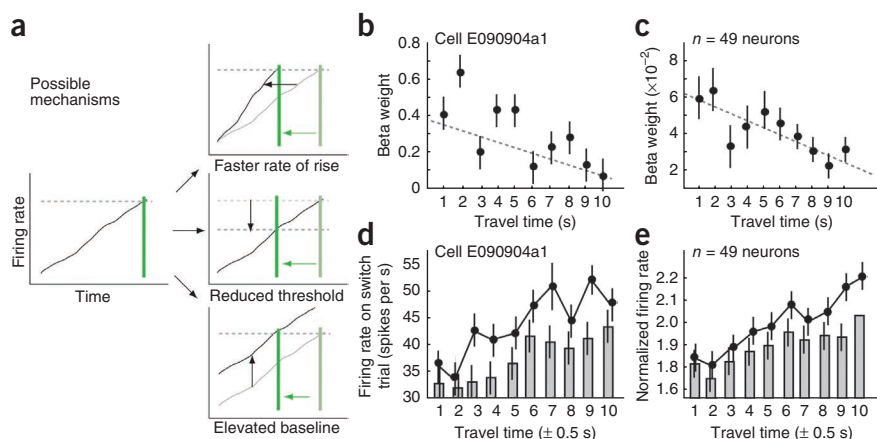 a
Possible
mechanisms
Firing rate
Time
Faster rate of rise
Reduced threshold
Elevated baseline
b
Cell E090904a1
Beta weight
0.8
0.6
0.4
0.2
0
1 2 3 4 5 6 7 8 9 10
Travel time (s)
c
n = 49 neurons
Beta weight (×10⁻²)
8
6
4
2
1 2 3 4 5 6 7 8 9 10
Travel time (s)
d
Cell E090904a1
Firing rate on switch
trial (spikes per s)
55
50
45
40
35
30
1 2 3 4 5 6 7 8 9 10
Travel time (± 0.5 s)
e
n = 49 neurons
Normalized firing rate
2.2
2.1
2.0
1.9
1.8
1.7
1.6
1 2 3 4 5 6 7 8 9 10
Travel time (± 0.5 s)